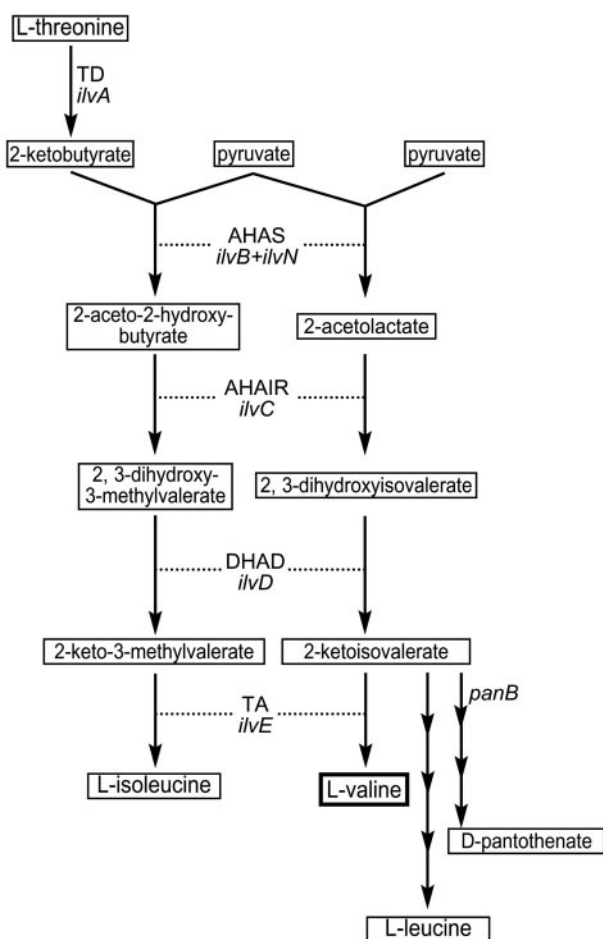 L-threonine
TD
ilvA
2-ketobutyrate
pyruvate
pyruvate
AHAS
ilvB+ilvN
2-aceto-2-hydroxy-
butyrate
2-acetolactate
AHAIR
ilvC
2, 3-dihydroxy-
3-methylvalerate
2, 3-dihydroxyisovalerate
DHAD
ilvD
2-keto-3-methylvalerate
2-ketoisovalerate
panB
TA
ilvE
L-isoleucine
L-valine
D-pantothenate
L-leucine